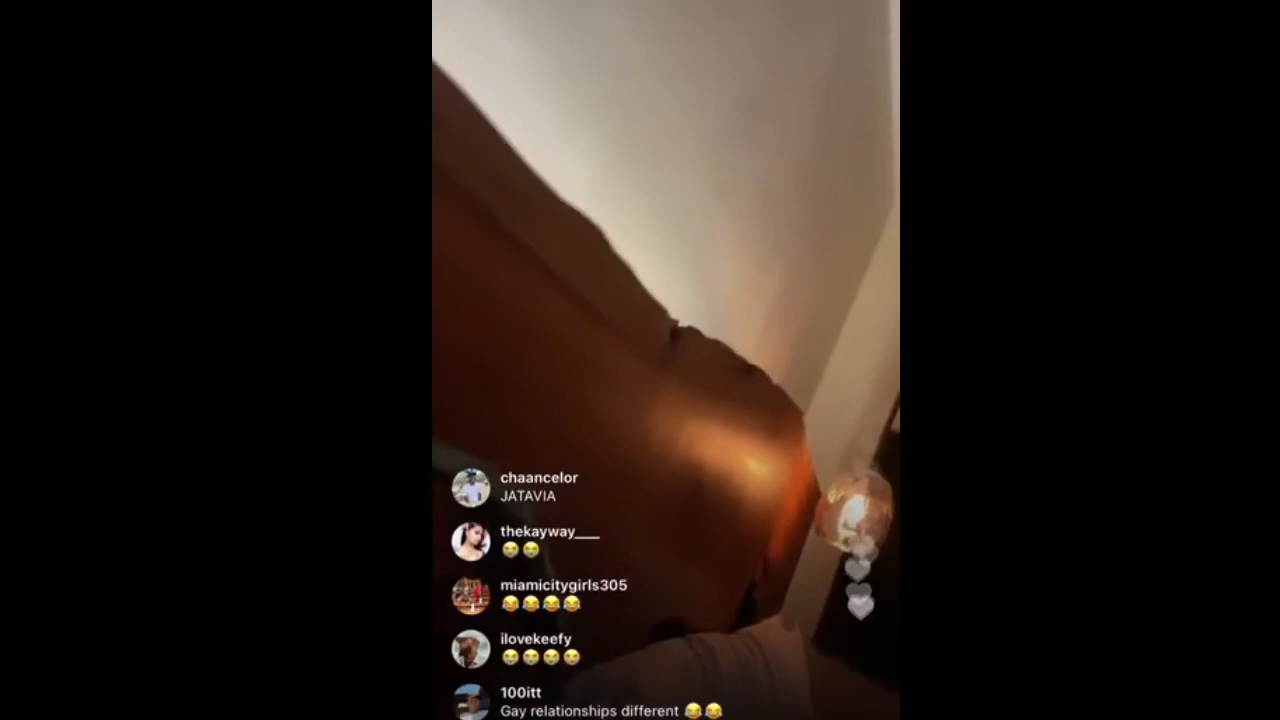 chaancelor
JATAVIA
thekayway___
😭😭
miamicitygirls305
😂😂😂😂
ilovekeefy
😭😭😭😭
100itt
Gay relationships different 😂😂